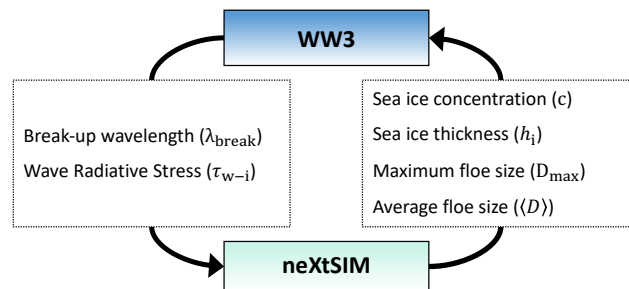 WW3
Break-up wavelength (λbreak)
Wave Radiative Stress (τw−i)
Sea ice concentration (c)
Sea ice thickness (hi)
Maximum floe size (Dmax)
Average floe size (⟨D⟩)
neXtSIM